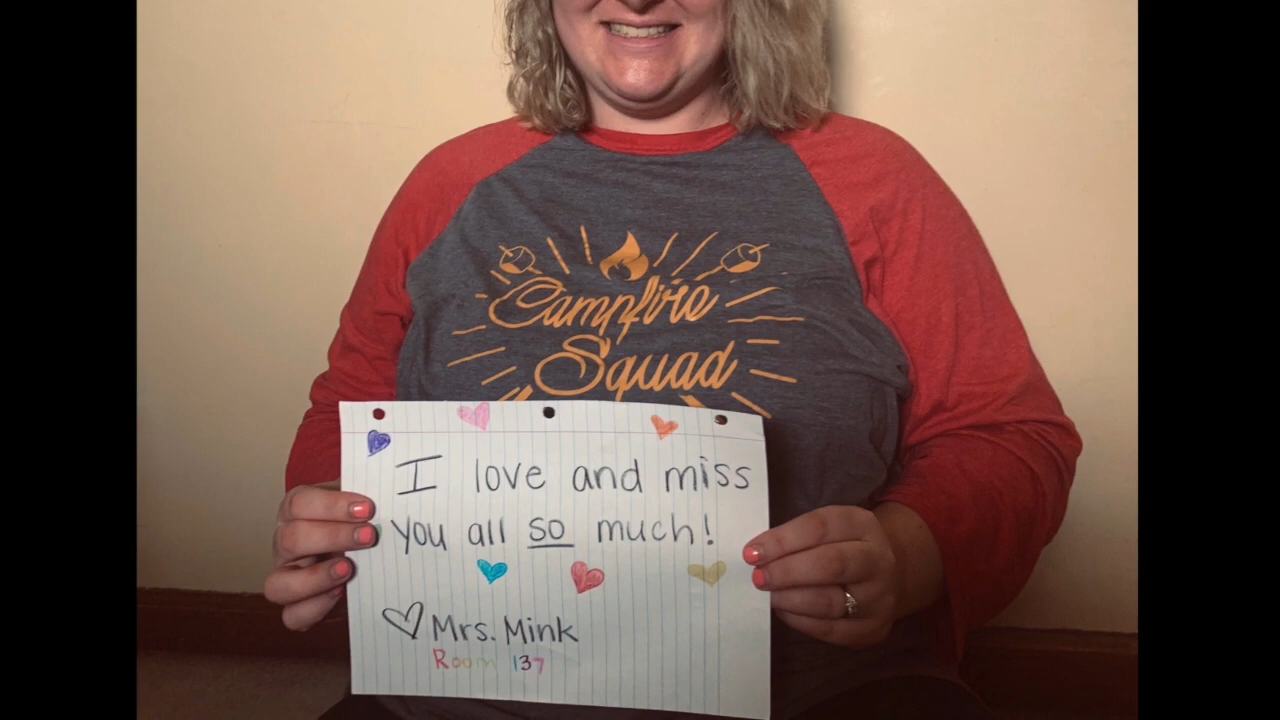 Campfire
Squad
I love and miss
you all so much!
Mrs. Mink
Room 137